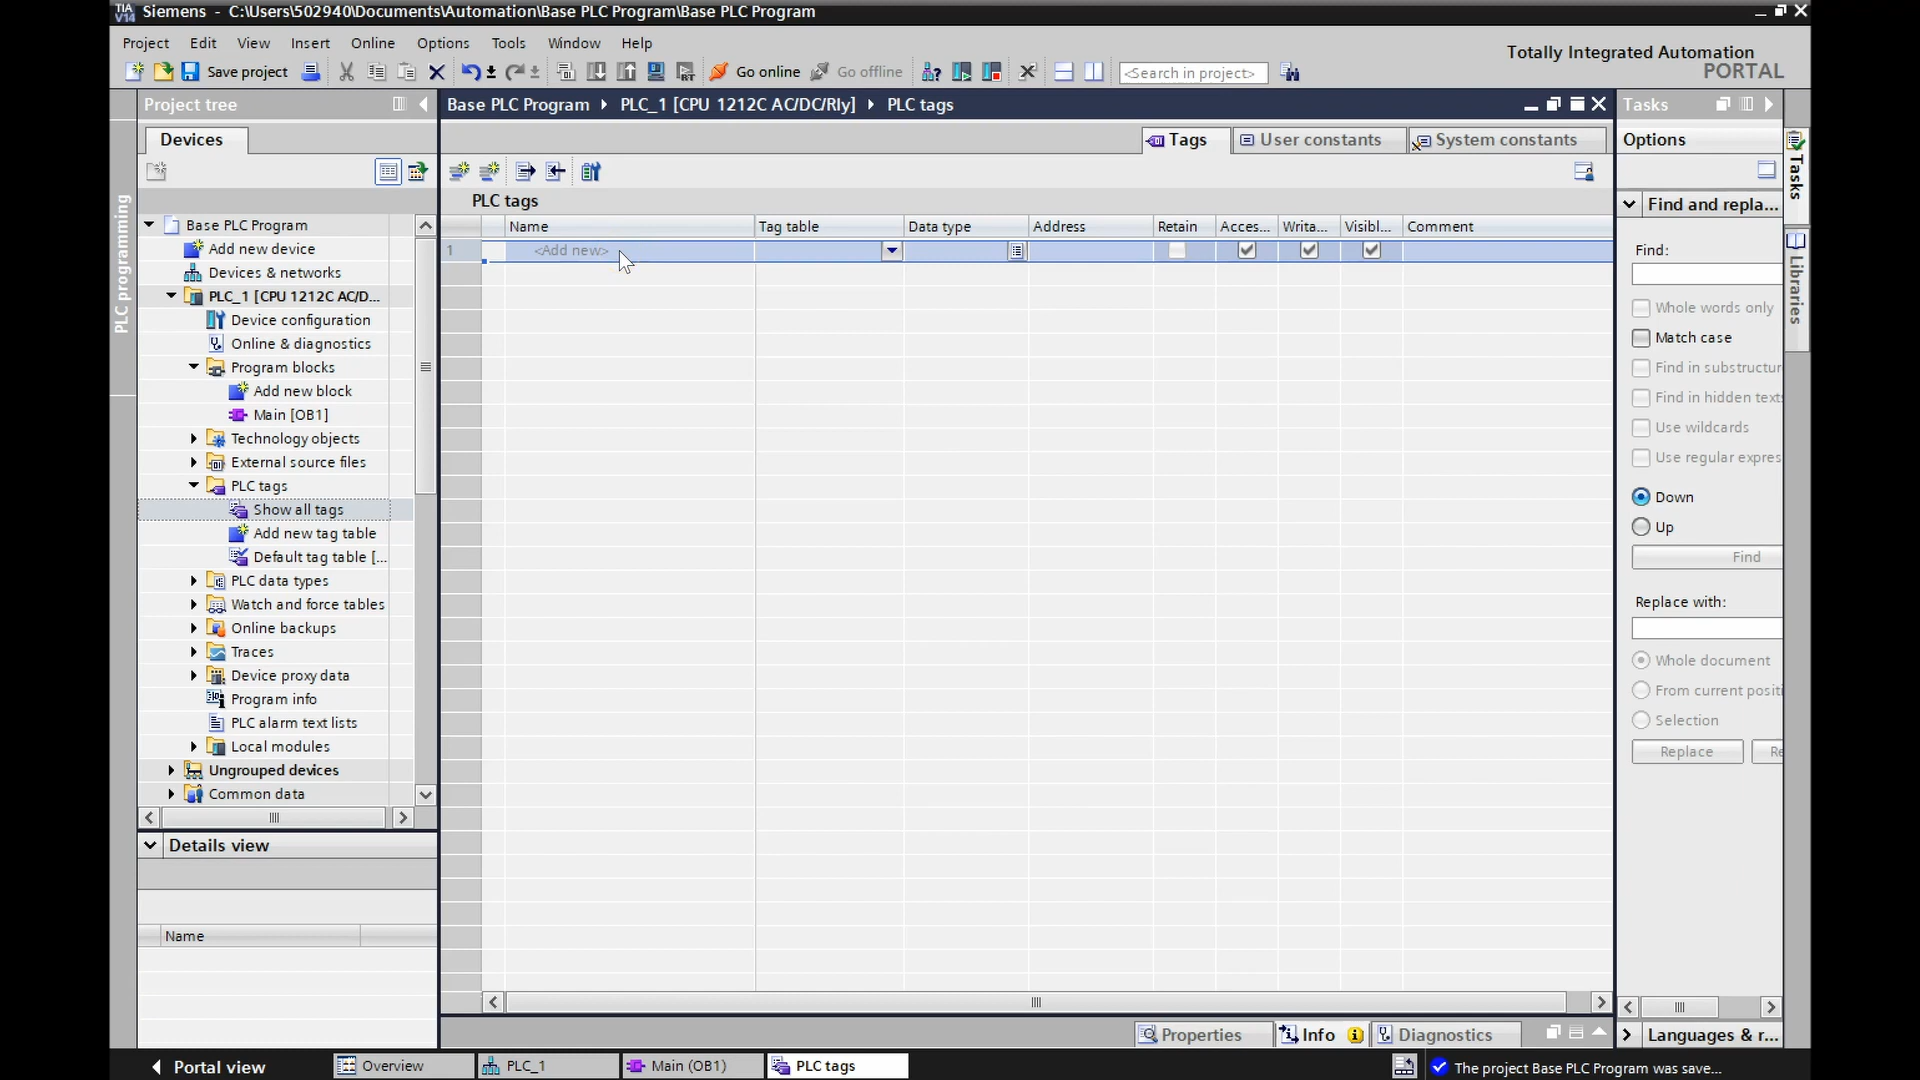 TIA
V14
Siemens - C:\Users\502940\Documents\Automation\Base PLC Program\Base PLC Program
Project Edit View Insert Online Options Tools Window Help
Totally Integrated Automation
PORTAL
Save project
Go online
Go offline
<Search in project>
Project tree
Base PLC Program PLC_1 [CPU 1212C AC/DC/Rly] PLC tags
Tasks
Devices
Tags
User constants
System constants
Options
PLC programming
Tasks
Libraries
PLC tags
Name Tag table Data type Address Retain Acces... Writa... Visibl... Comment
1 <Add new>
Base PLC Program
Add new device
Devices & networks
PLC_1 [CPU 1212C AC/D...
Device configuration
Online & diagnostics
Program blocks
Add new block
Main [OB1]
Technology objects
External source files
PLC tags
Show all tags
Add new tag table
Default tag table [...
PLC data types
Watch and force tables
Online backups
Traces
Device proxy data
Program info
PLC alarm text lists
Local modules
Ungrouped devices
Common data
Details view
Name
Find and repla...
Find:
Whole words only
Match case
Find in substructur
Find in hidden texts
Use wildcards
Use regular expres
Down
Up
Find
Replace with:
Whole document
From current positi
Selection
Replace
Re
Languages & r...
Properties
Info
Diagnostics
Portal view
Overview
PLC_1
Main (OB1)
PLC tags
The project Base PLC Program was save...